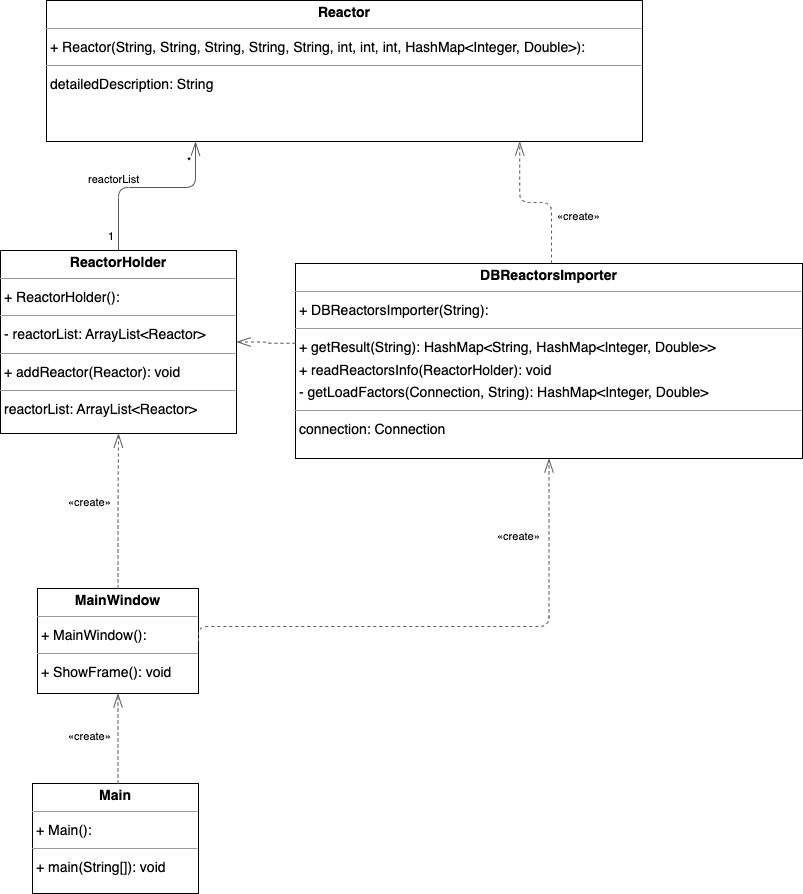 Reactor
+ Reactor(String, String, String, String, String, int, int, int, HashMap<Integer, Double>):
detailedDescription: String
*
reactorList
1
«create»
ReactorHolder
+ ReactorHolder():
- reactorList: ArrayList<Reactor>
+ addReactor(Reactor): void
reactorList: ArrayList<Reactor>
DBReactorsImporter
+ DBReactorsImporter(String):
+ getResult(String): HashMap<String, HashMap<Integer, Double>>
+ readReactorsInfo(ReactorHolder): void
- getLoadFactors(Connection, String): HashMap<Integer, Double>
connection: Connection
«create»
«create»
MainWindow
+ MainWindow():
+ ShowFrame(): void
«create»
Main
+ Main():
+ main(String[]): void